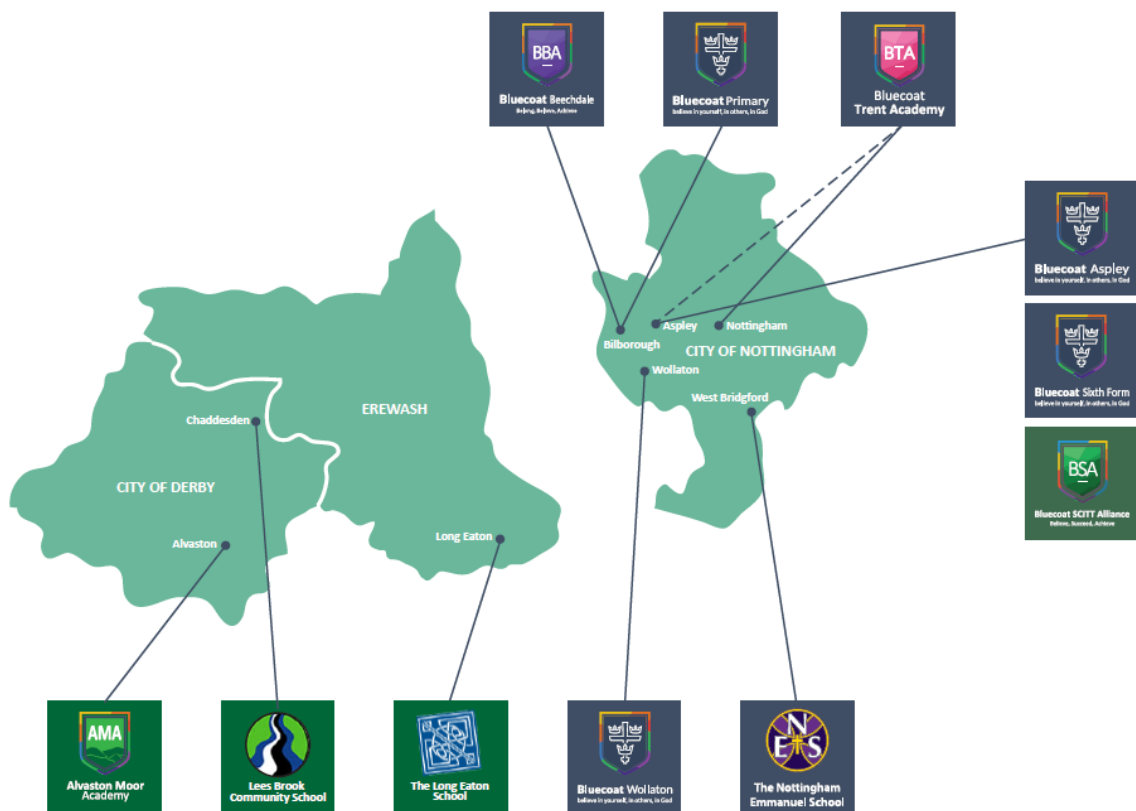 BBA
Bluecoat Beechdale
Belong, Believe, Achieve
Bluecoat Primary
believe in yourself, in others, in God
BTA
Bluecoat
Trent Academy
Bluecoat Aspley
believe in yourself, in others, in God
Bluecoat Sixth Form
believe in yourself, in others, in God
BSA
Bluecoat SCITT Alliance
Believe, Succeed, Achieve
Aspley
Nottingham
Bilborough
CITY OF NOTTINGHAM
Wollaton
West Bridgford
EREWASH
Chaddesden
CITY OF DERBY
Alvaston
Long Eaton
AMA
Alvaston Moor
Academy
Lees Brook
Community School
The Long Eaton
School
Bluecoat Wollaton
believe in yourself, in others, in God
N
E S
The Nottingham
Emmanuel School